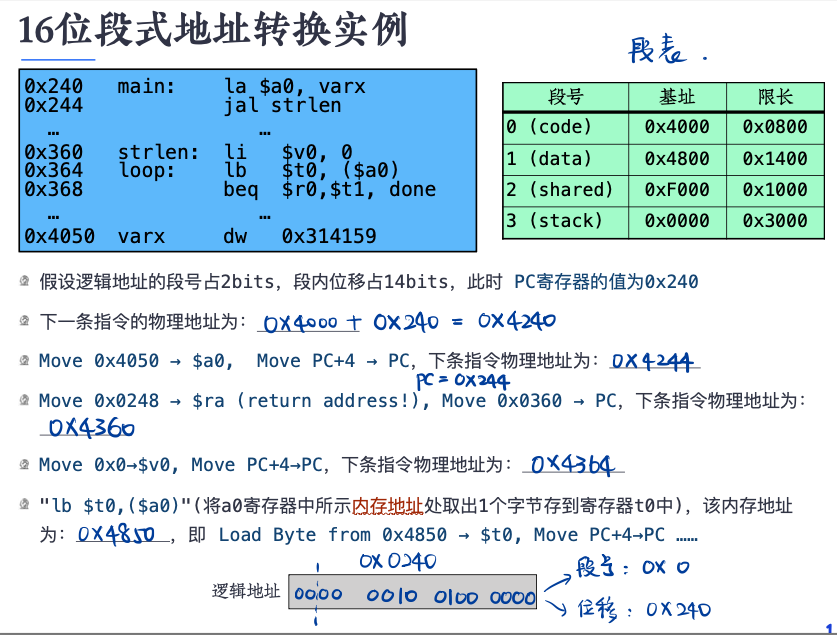 16位段式地址转换实例
段表.
0x240 main: la $a0, varx
0x244 jal strlen
… …
0x360 strlen: li $v0, 0
0x364 loop: lb $t0, ($a0)
0x368 beq $r0,$t1, done
… …
0x4050 varx dw 0x314159
段号 基址 限长
0 (code) 0x4000 0x0800
1 (data) 0x4800 0x1400
2 (shared) 0xF000 0x1000
3 (stack) 0x0000 0x3000
假设逻辑地址的段号占2bits，段内位移占14bits，此时 PC寄存器的值为0x240
下一条指令的物理地址为： 0x4000 + 0x240 = 0x4240
Move 0x4050 → $a0, Move PC+4 → PC，下条指令物理地址为： 0x4244
PC = 0x244
Move 0x0248 → $ra (return address!), Move 0x0360 → PC，下条指令物理地址为：
0x4360
Move 0x0→$v0, Move PC+4→PC，下条指令物理地址为： 0x4364
"lb $t0,($a0)"(将a0寄存器中所示内存地址处取出1个字节存到寄存器t0中)，该内存地址
为： 0x4850 ，即 Load Byte from 0x4850 → $t0, Move PC+4→PC ……
0x0240
逻辑地址 0000 0010 0100 0000
段号： 0x 0
位移： 0x240
1